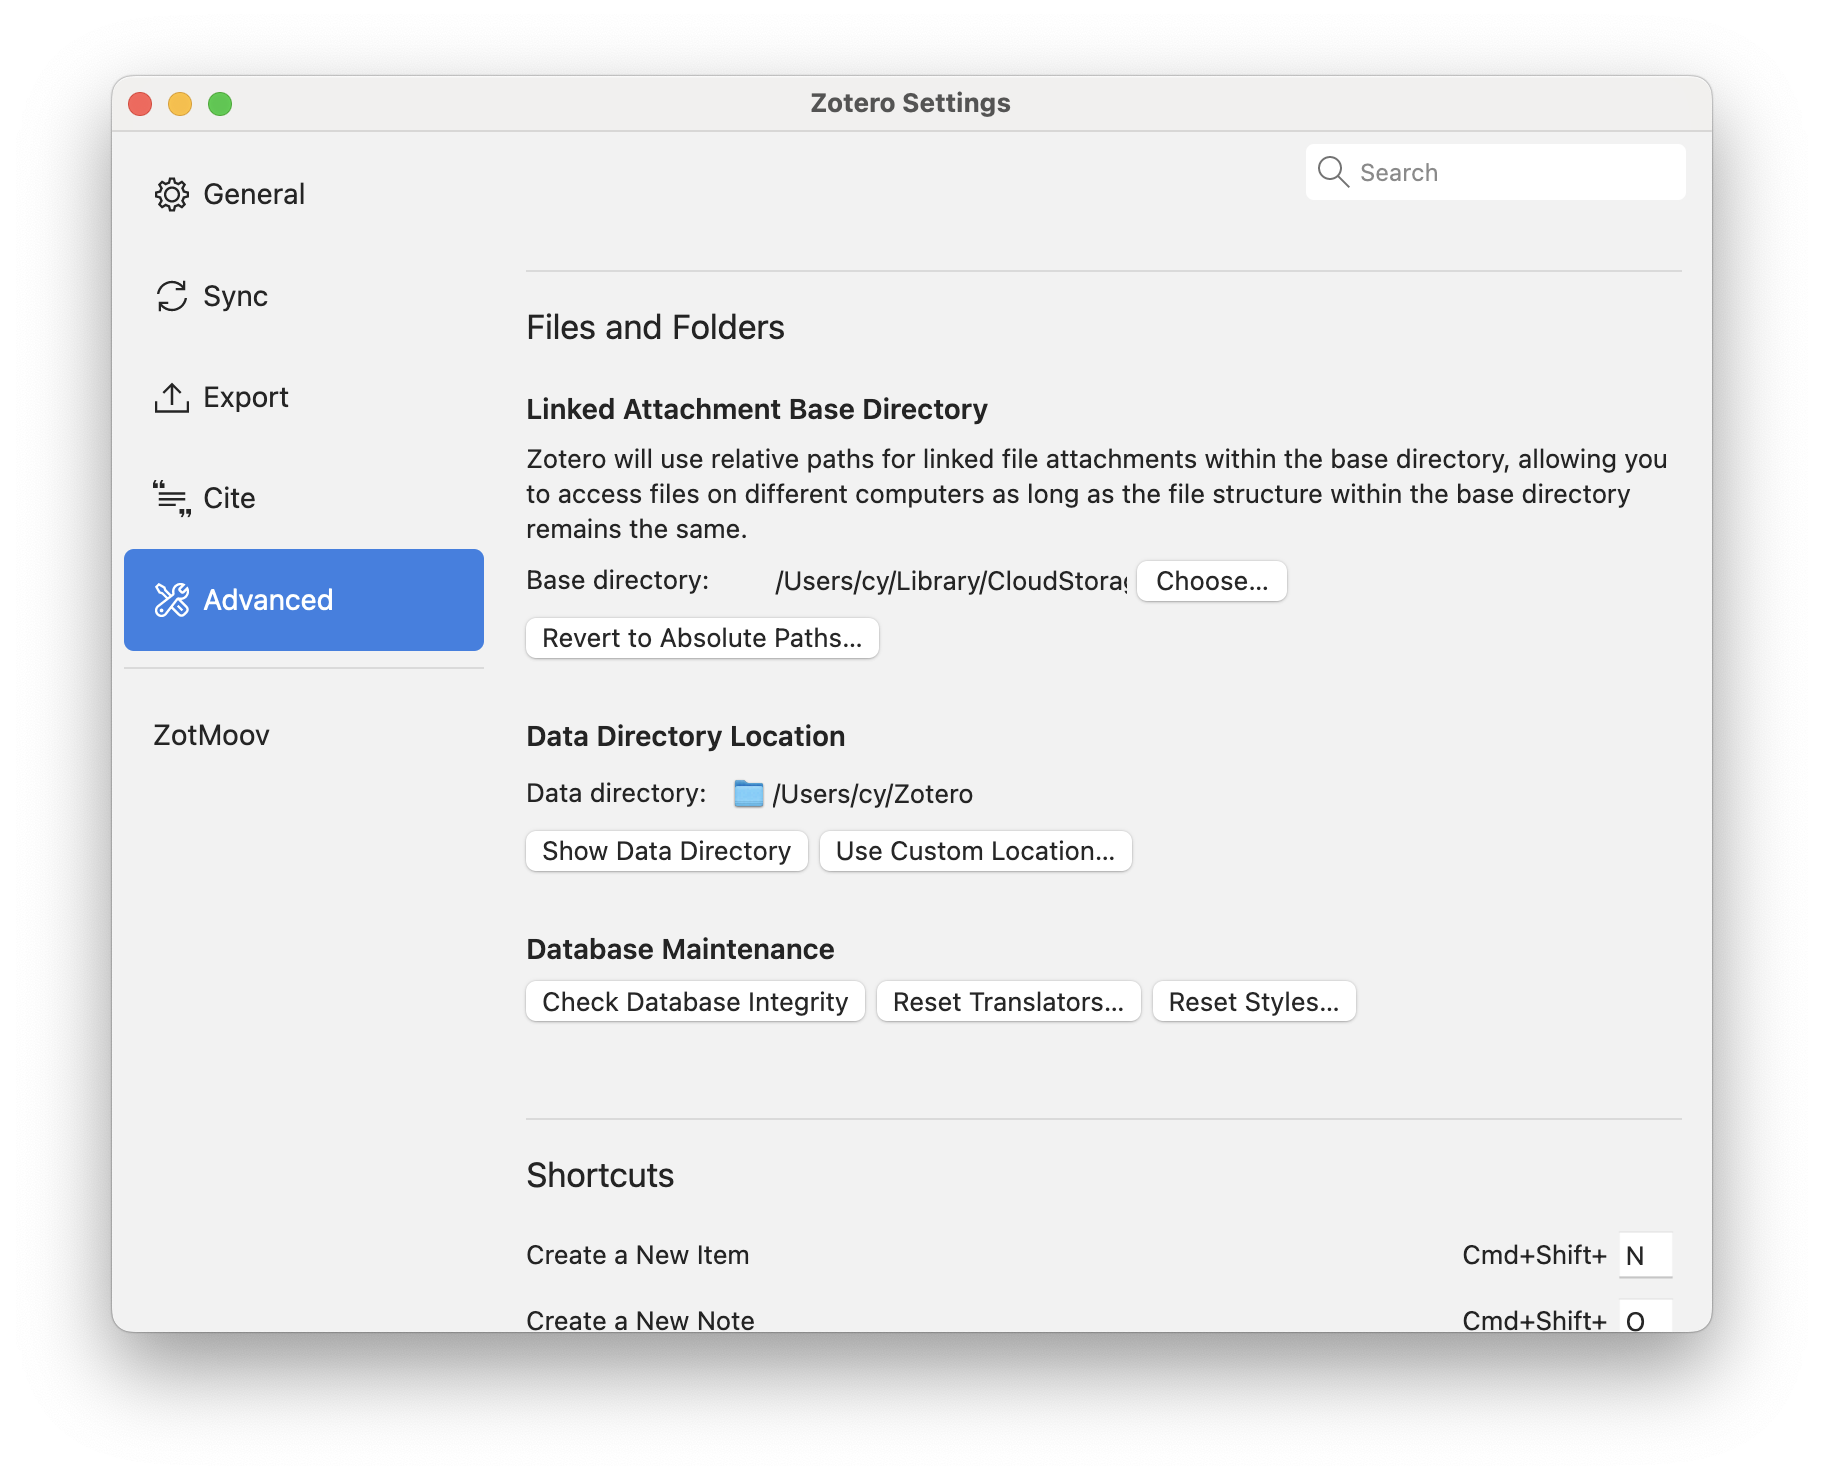 Zotero Settings
Search
General
Sync
Export
Cite
Advanced
ZotMoov
Files and Folders
Linked Attachment Base Directory
Zotero will use relative paths for linked file attachments within the base directory, allowing you
to access files on different computers as long as the file structure within the base directory
remains the same.
Base directory: /Users/cy/Library/CloudStorag Choose...
Revert to Absolute Paths...
Data Directory Location
Data directory: /Users/cy/Zotero
Show Data Directory Use Custom Location...
Database Maintenance
Check Database Integrity Reset Translators... Reset Styles...
Shortcuts
Create a New Item Cmd+Shift+ N
Create a New Note Cmd+Shift+ O